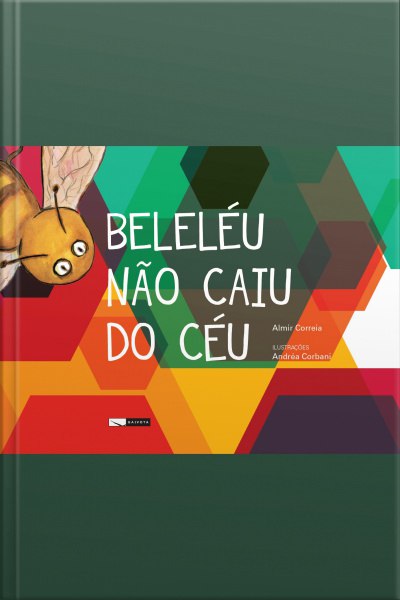 BELELÉU
NÃO CAIU
DO CÉU
Almir Correia
ILUSTRAÇÕES
Andréa Corbani
GAIVOTA